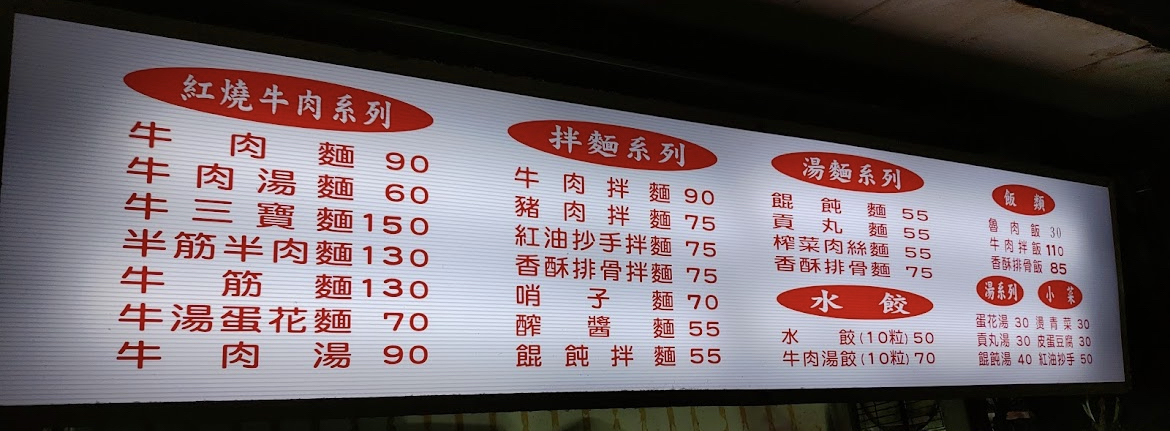 紅燒牛肉系列
牛肉麵 90
牛肉湯麵 60
牛三寶麵 150
半筋半肉麵 130
牛筋麵 130
牛湯蛋花麵 70
牛肉湯 90
拌麵系列
牛肉拌麵 90
豬肉拌麵 75
紅油抄手拌麵 75
香酥排骨拌麵 75
哨子麵 70
醡醬麵 55
餛飩拌麵 55
湯麵系列
餛飩麵 55
貢丸麵 55
榨菜肉絲麵 55
香酥排骨麵 75
水餃
水餃(10粒) 50
牛肉湯餃(10粒) 70
飯類
魯肉飯 30
牛肉拌飯 110
香酥排骨飯 85
湯系列
蛋花湯 30
貢丸湯 30
餛飩湯 40
小菜
燙青菜 30
皮蛋豆腐 30
紅油抄手 50